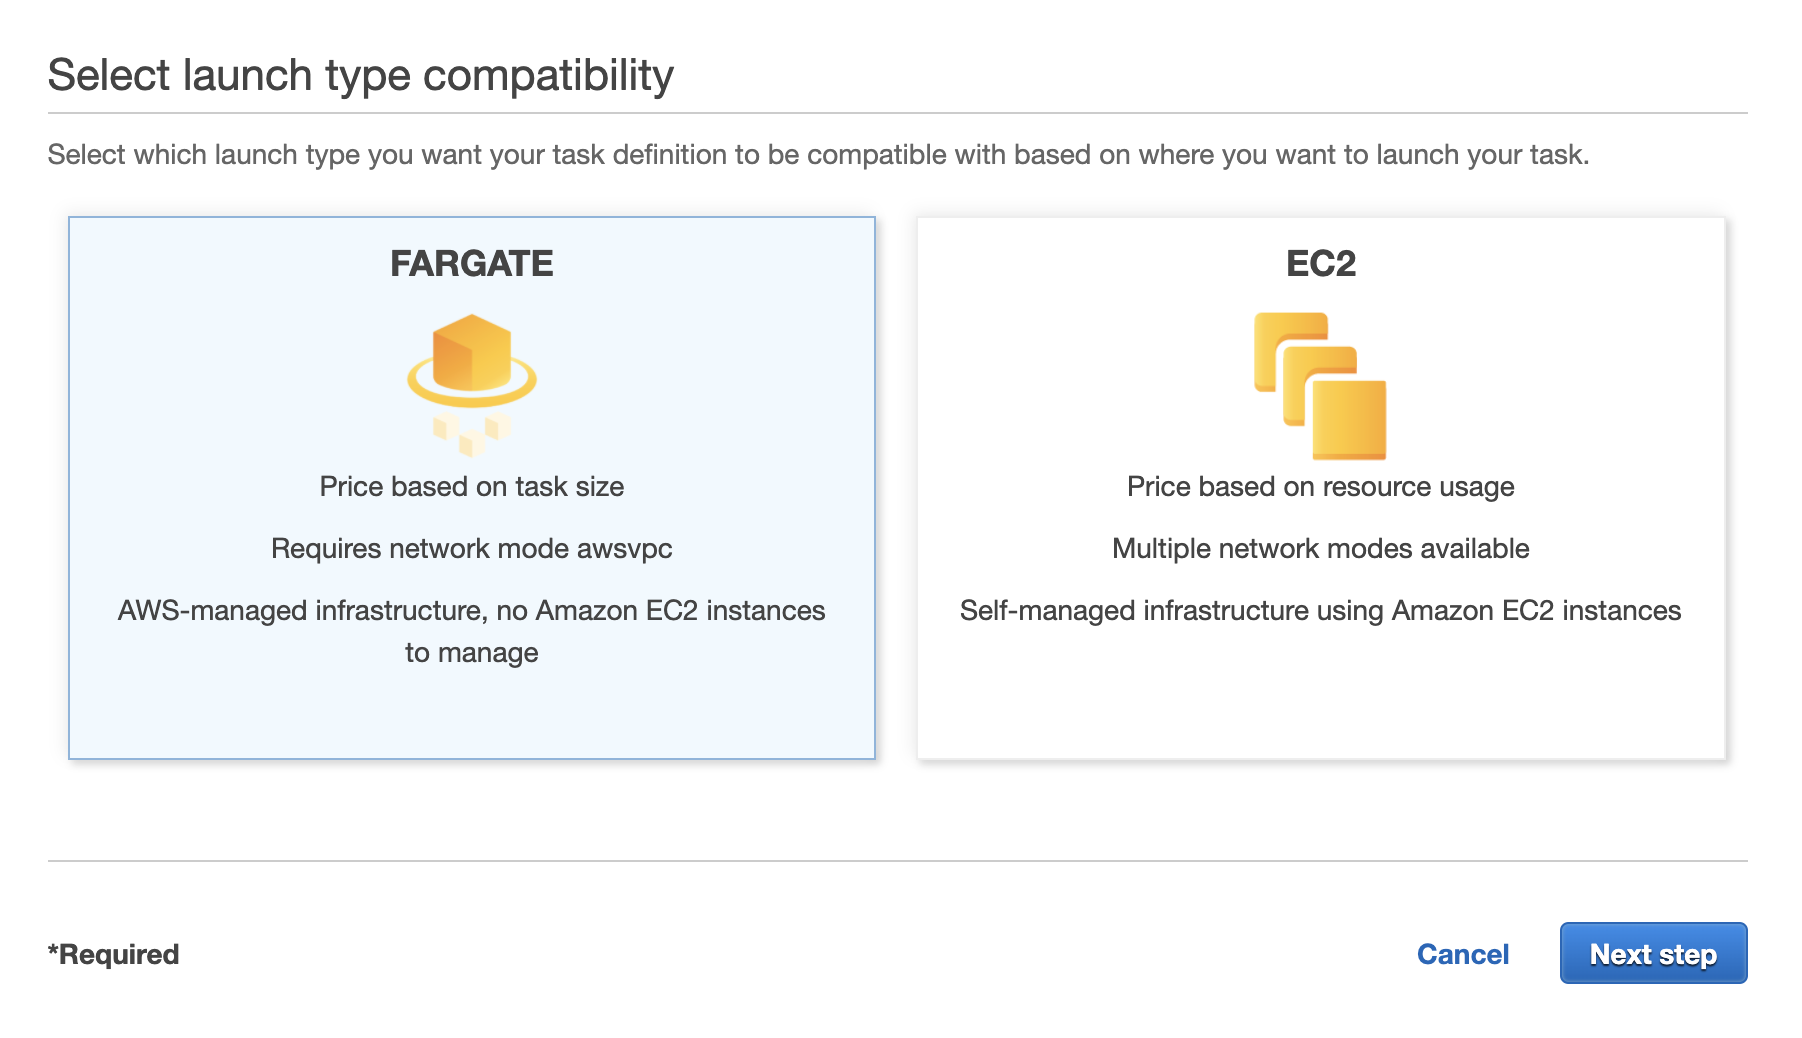 Select launch type compatibility
Select which launch type you want your task definition to be compatible with based on where you want to launch your task.
FARGATE
Price based on task size
Requires network mode awsvpc
AWS-managed infrastructure, no Amazon EC2 instances
to manage
EC2
Price based on resource usage
Multiple network modes available
Self-managed infrastructure using Amazon EC2 instances
*Required
Cancel
Next step